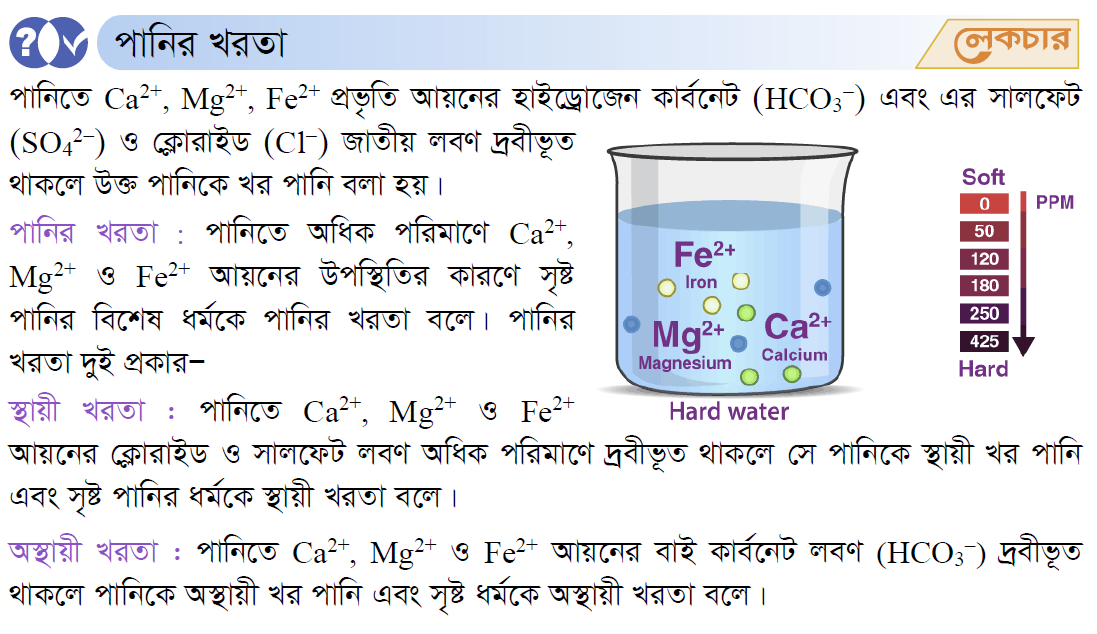 পানির খরতা
লেকচার
পানিতে Ca²⁺, Mg²⁺, Fe²⁺ প্রভৃতি আয়নের হাইড্রোজেন কার্বনেট (HCO₃⁻) এবং এর সালফেট
(SO₄²⁻) ও ক্লোরাইড (Cl⁻) জাতীয় লবণ দ্রবীভূত
থাকলে উক্ত পানিকে খর পানি বলা হয়।
পানির খরতা : পানিতে অধিক পরিমাণে Ca²⁺,
Mg²⁺ ও Fe²⁺ আয়নের উপস্থিতির কারণে সৃষ্ট
পানির বিশেষ ধর্মকে পানির খরতা বলে। পানির
খরতা দুই প্রকার–
স্থায়ী খরতা : পানিতে Ca²⁺, Mg²⁺ ও Fe²⁺
আয়নের ক্লোরাইড ও সালফেট লবণ অধিক পরিমাণে দ্রবীভূত থাকলে সে পানিকে স্থায়ী খর পানি
এবং সৃষ্ট পানির ধর্মকে স্থায়ী খরতা বলে।
অস্থায়ী খরতা : পানিতে Ca²⁺, Mg²⁺ ও Fe²⁺ আয়নের বাই কার্বনেট লবণ (HCO₃⁻) দ্রবীভূত
থাকলে পানিকে অস্থায়ী খর পানি এবং সৃষ্ট ধর্মকে অস্থায়ী খরতা বলে।
Fe²⁺
Iron
Mg²⁺
Magnesium
Ca²⁺
Calcium
Hard water
Soft
PPM
0
50
120
180
250
425
Hard